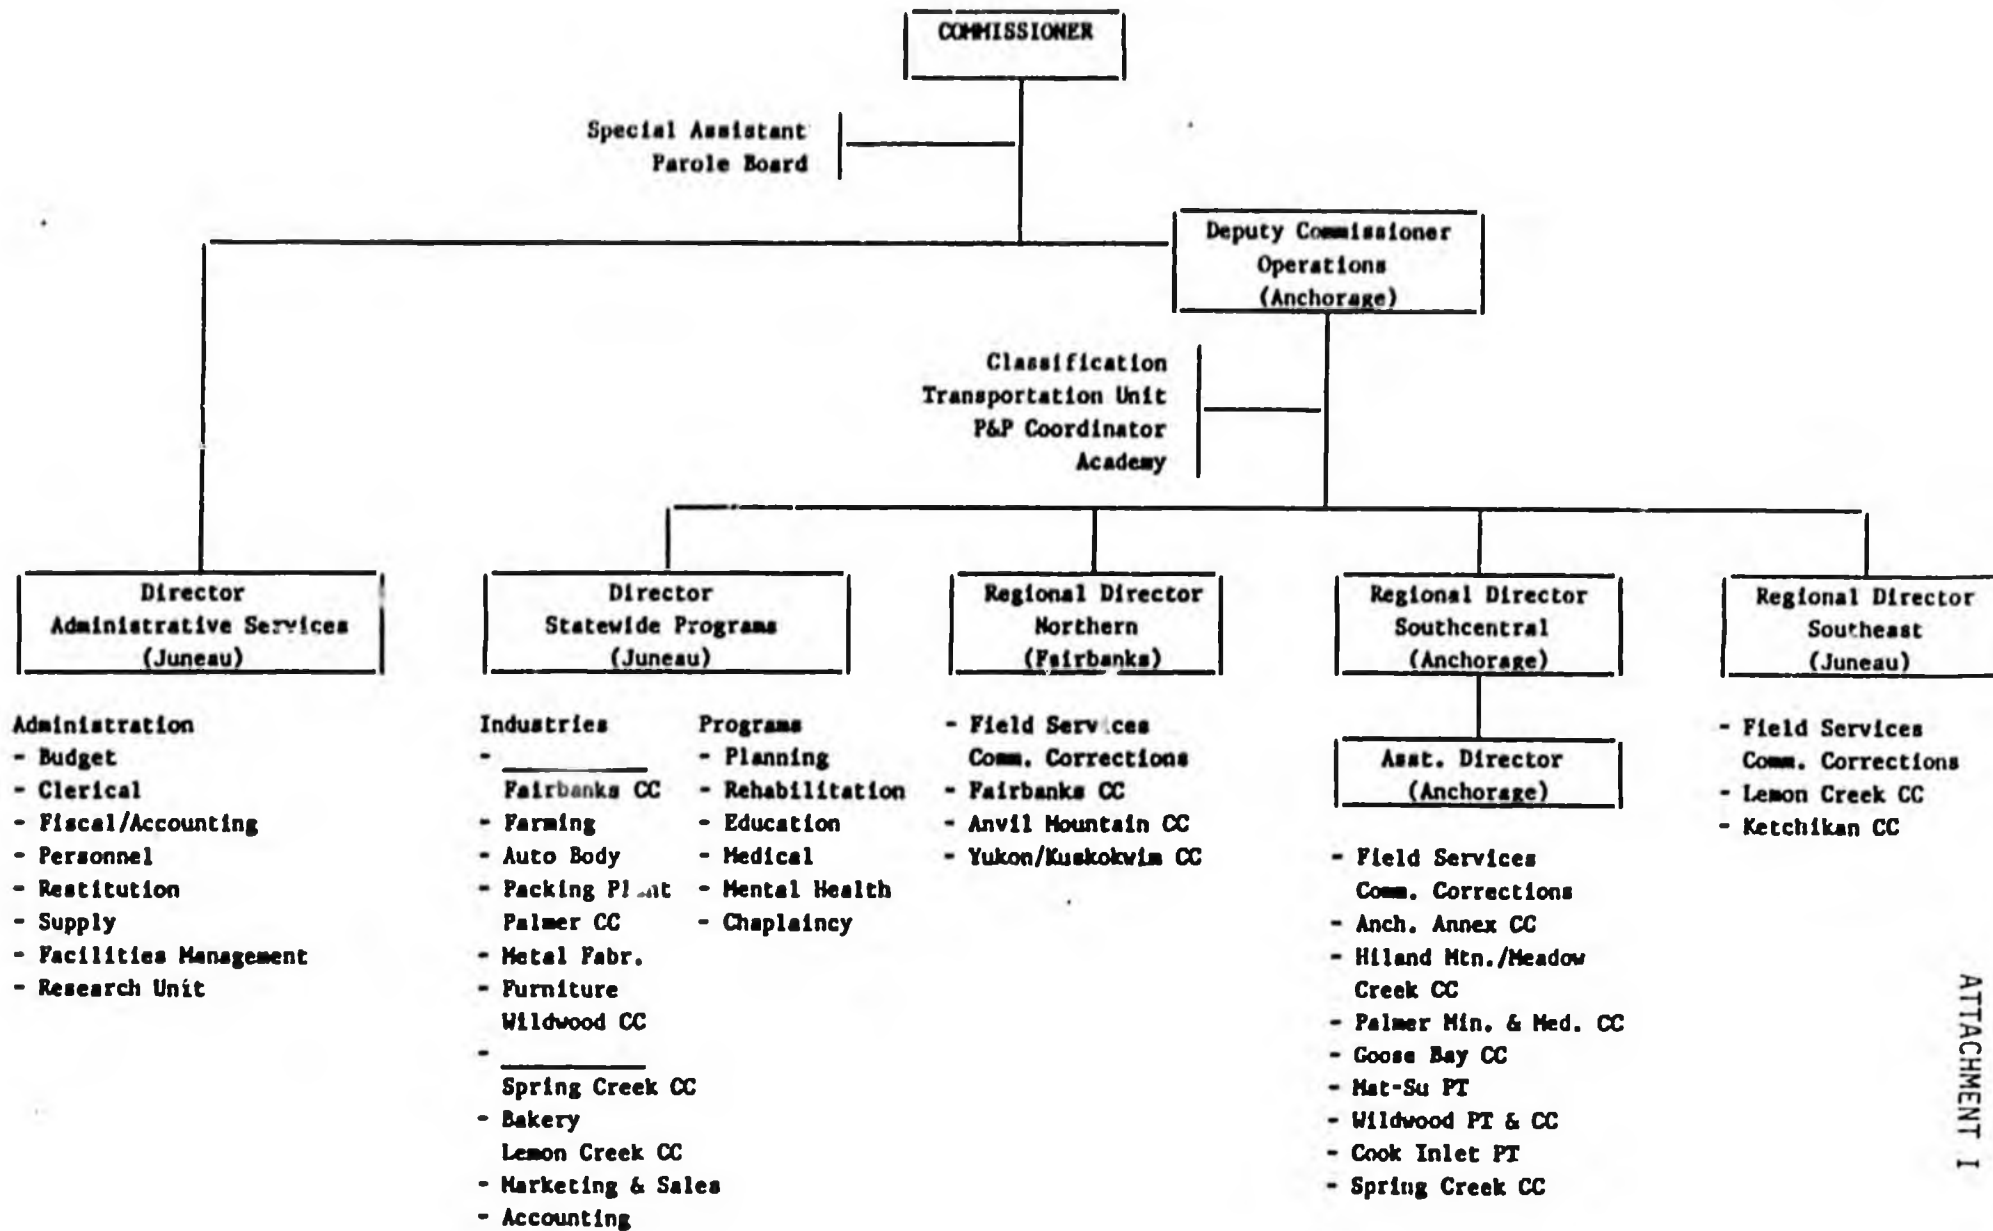 COMMISSIONER
Special Assistant
Parole Board
Deputy Commissioner
Operations
(Anchorage)
Classification
Transportation Unit
P&P Coordinator
Academy
Director
Administrative Services
(Juneau)
Administration
- Budget
- Clerical
- Fiscal/Accounting
- Personnel
- Restitution
- Supply
- Facilities Management
- Research Unit
Director
Statewide Programs
(Juneau)
Industries
- __________
Fairbanks CC
- Farming
- Auto Body
- Packing Plant
Palmer CC
- Metal Fabr.
- Furniture
Wildwood CC
- __________
Spring Creek CC
- Bakery
Lemon Creek CC
- Marketing & Sales
- Accounting
Programs
- Planning
- Rehabilitation
- Education
- Medical
- Mental Health
- Chaplaincy
Regional Director
Northern
(Fairbanks)
- Field Services
Comm. Corrections
- Fairbanks CC
- Anvil Mountain CC
- Yukon/Kuskokwim CC
Regional Director
Southcentral
(Anchorage)
Asst. Director
(Anchorage)
- Field Services
Comm. Corrections
- Anch. Annex CC
- Hiland Mtn./Meadow
Creek CC
- Palmer Min. & Med. CC
- Goose Bay CC
- Mat-Su PT
- Wildwood PT & CC
- Cook Inlet PT
- Spring Creek CC
Regional Director
Southeast
(Juneau)
- Field Services
Comm. Corrections
- Lemon Creek CC
- Ketchikan CC
ATTACHMENT I